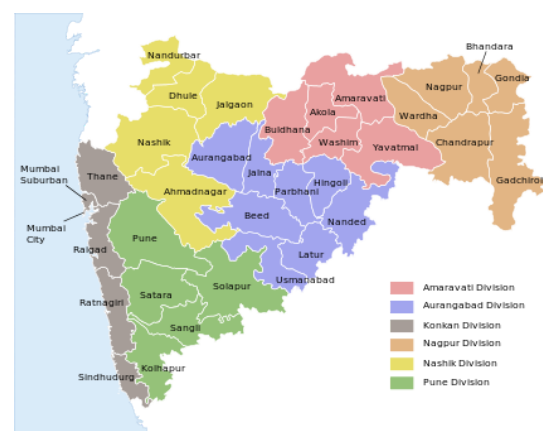 Nandurbar
Bhandara
Dhule
Jalgaon
Nagpur
Gondia
Amaravati
Akola
Buldhana
Wardha
Nashik
Washim
Yavatmal
Chandrapur
Aurangabad
Jalna
Parbhani
Hingoli
Gadchiroli
Mumbai
Suburban
Thane
Ahmadnagar
Beed
Nanded
Mumbai
City
Pune
Raigad
Latur
Usmanabad
Solapur
Satara
Ratnagiri
Sangli
Kolhapur
Sindhudurg
Amaravati Division
Aurangabad Division
Konkan Division
Nagpur Division
Nashik Division
Pune Division